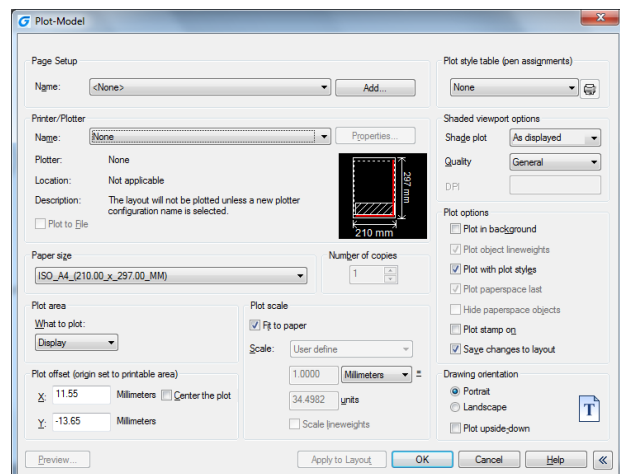 Plot-Model
Page Setup
Name: <None> Add...
Printer/Plotter
Name: None Properties...
Plotter: None
Location: Not applicable
Description: The layout will not be plotted unless a new plotter
configuration name is selected.
Plot to File
297 mm
210 mm
Paper size
ISO_A4_(210.00_x_297.00_MM)
Number of copies
1
Plot area
What to plot:
Display
Plot offset (origin set to printable area)
X: 11.55 Millimeters Center the plot
Y: -13.65 Millimeters
Plot scale
Fit to paper
Scale: User define
1.0000 Millimeters =
34.4982 units
Scale lineweights
Plot style table (pen assignments)
None
Shaded viewport options
Shade plot As displayed
Quality General
DPI
Plot options
Plot in background
Plot object lineweights
Plot with plot styles
Plot paperspace last
Hide paperspace objects
Plot stamp on
Save changes to layout
Drawing orientation
Portrait
Landscape
Plot upside-down
T
Preview... Apply to Layout OK Cancel Help